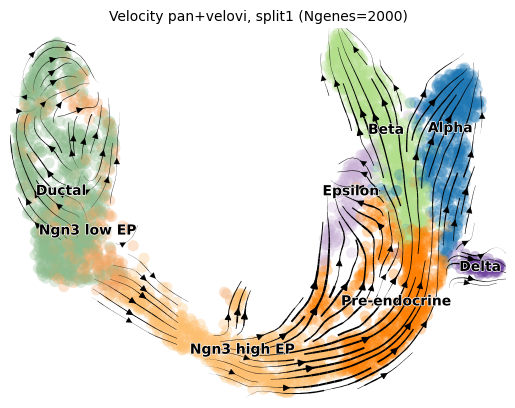 Velocity pan+velovi, split1 (Ngenes=2000)
Beta
Alpha
Ductal
Epsilon
Ngn3 low EP
Delta
Pre-endocrine
Ngn3 high EP